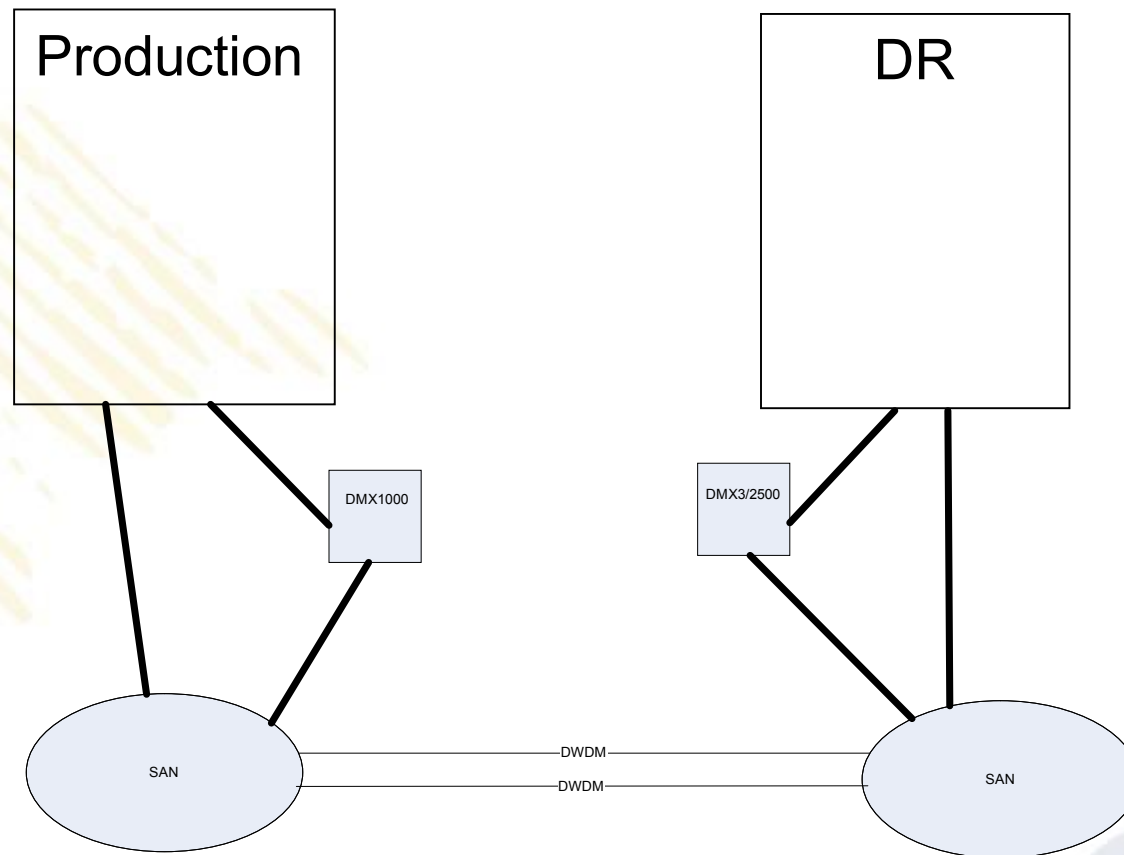 Production
DR
DMX1000
DMX3/2500
SAN
DWDM
DWDM
SAN